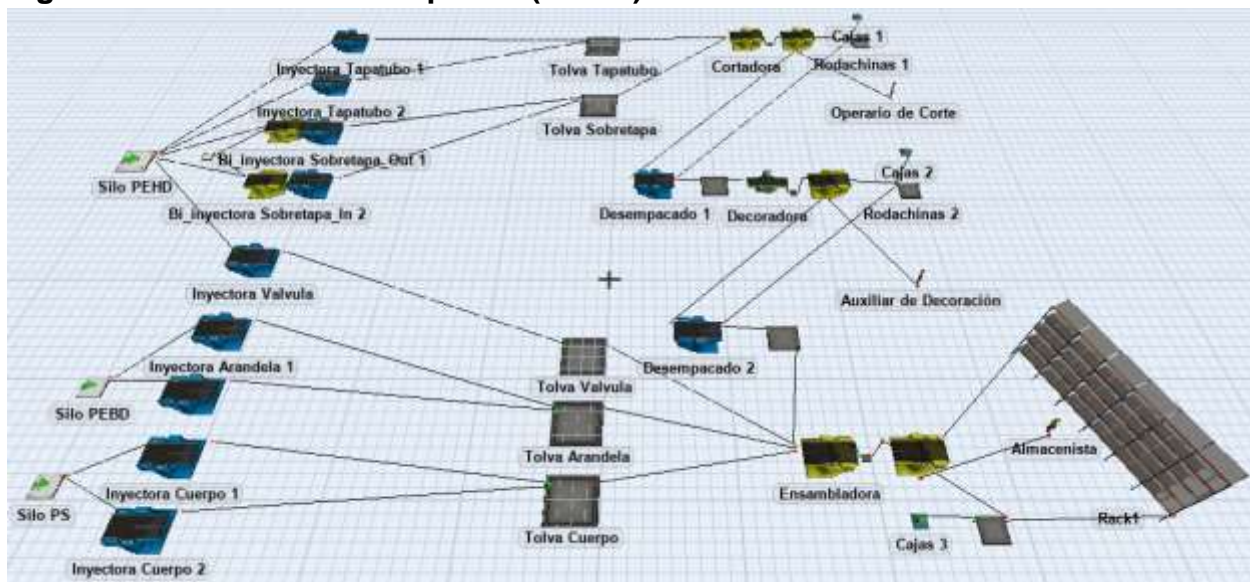 Cajas 1
Inyectora Tapatubo 1
Tolva Tapatubo
Cortadora
Rodachinas 1
Inyectora Tapatubo 2
Tolva Sobretapa
Operario de Corte
Bi_inyectora Sobretapa_Out 1
Silo PEHD
Cajas 2
Bi_inyectora Sobretapa_In 2
Desempacado 1
Decoradora
Rodachinas 2
Inyectora Valvula
Auxiliar de Decoración
Inyectora Arandela 1
Tolva Valvula
Desempacado 2
Silo PEBD
Tolva Arandela
Almacenista
Inyectora Cuerpo 1
Ensambladora
Silo PS
Tolva Cuerpo
Cajas 3
Rack1
Inyectora Cuerpo 2